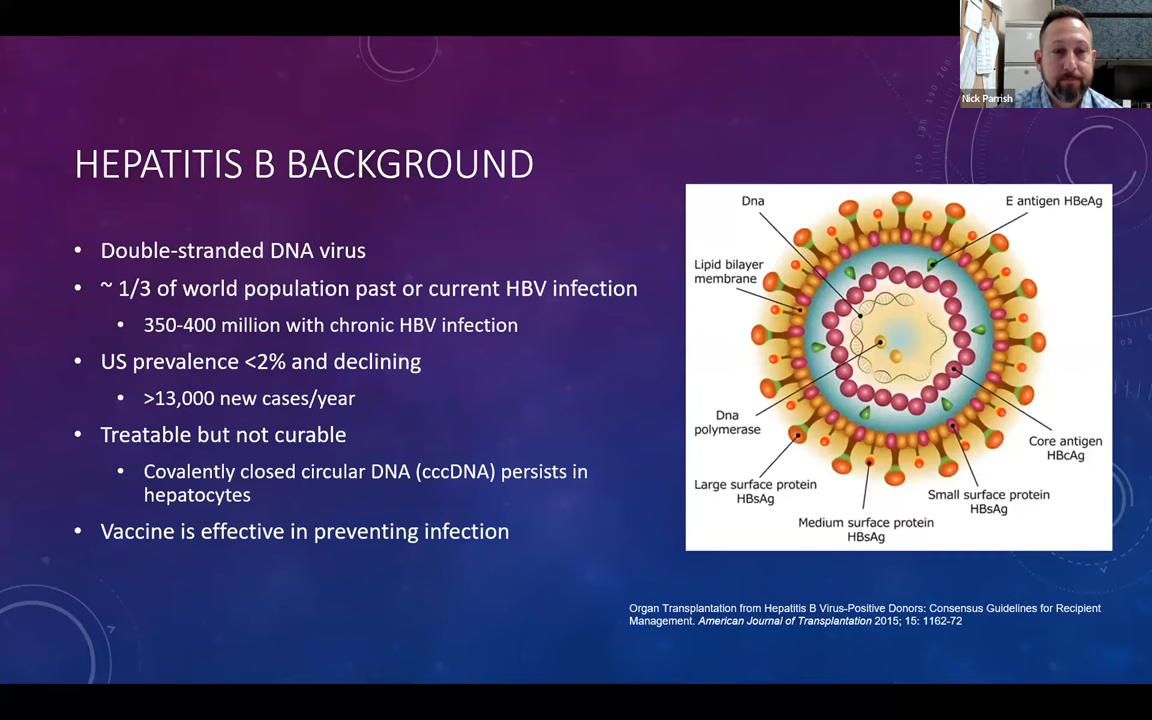 Nick Parrish
HEPATITIS B BACKGROUND
• Double-stranded DNA virus
• ~ 1/3 of world population past or current HBV infection
• 350-400 million with chronic HBV infection
• US prevalence <2% and declining
• >13,000 new cases/year
• Treatable but not curable
• Covalently closed circular DNA (cccDNA) persists in
hepatocytes
• Vaccine is effective in preventing infection
Dna
E antigen HBeAg
Lipid bilayer
membrane
Dna
polymerase
Core antigen
HBcAg
Large surface protein
HBsAg
Small surface protein
HBsAg
Medium surface protein
HBsAg
Organ Transplantation from Hepatitis B Virus-Positive Donors: Consensus Guidelines for Recipient
Management. American Journal of Transplantation 2015; 15: 1162-72
200
190
170